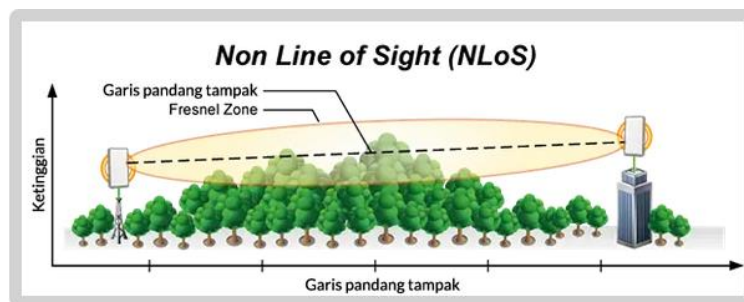 Non Line of Sight (NLoS)
Garis pandang tampak
Fresnel Zone
Ketinggian
Garis pandang tampak